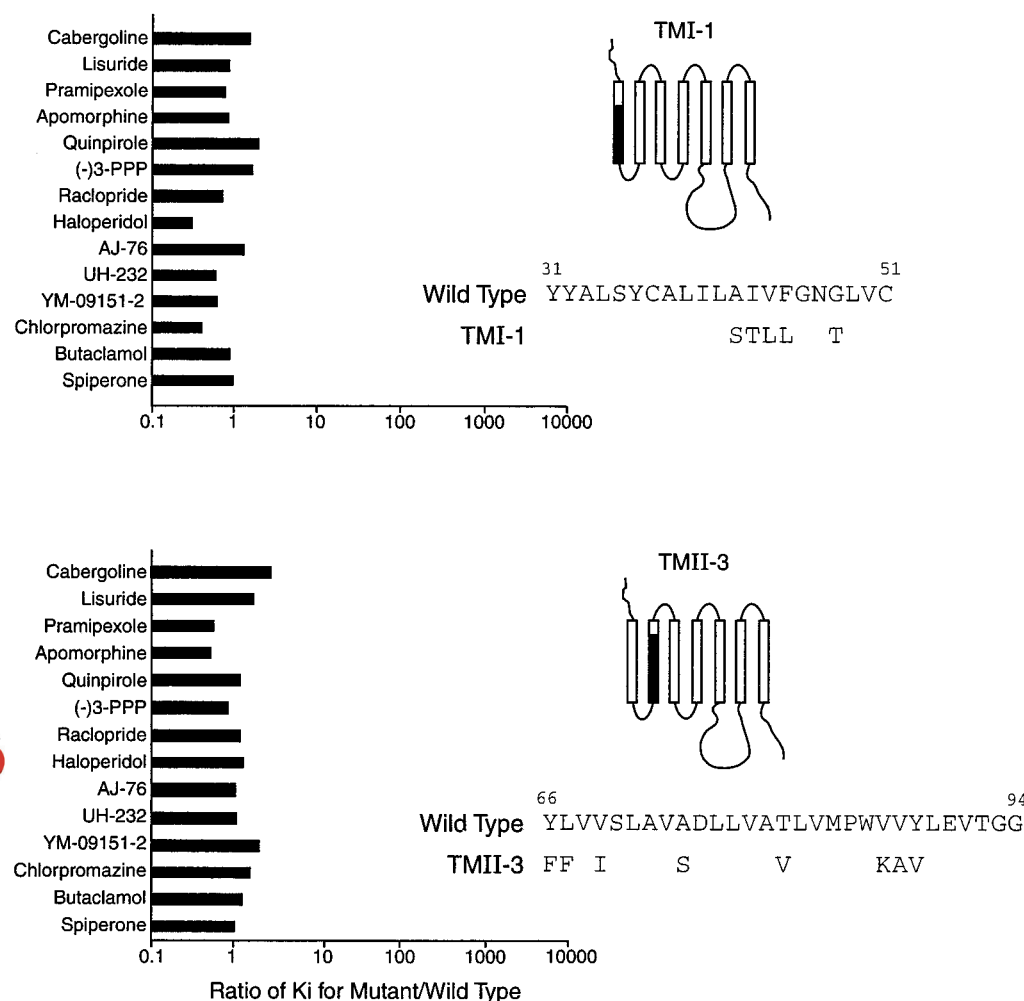 TMI-1
Cabergoline
Lisuride
Pramipexole
Apomorphine
Quinpirole
(-)3-PPP
Raclopride
Haloperidol
AJ-76
UH-232
YM-09151-2
Chlorpromazine
Butaclamol
Spiperone
0.1 1 10 100 1000 10000
31 51
Wild Type YYALSYCALILAIVFGNGLVC
TMI-1 STLL T
TMII-3
Cabergoline
Lisuride
Pramipexole
Apomorphine
Quinpirole
(-)3-PPP
Raclopride
Haloperidol
AJ-76
UH-232
YM-09151-2
Chlorpromazine
Butaclamol
Spiperone
0.1 1 10 100 1000 10000
Ratio of Ki for Mutant/Wild Type
66 94
Wild Type YLVVSLAVADLLVATLVMPWVVYLEVTGG
TMII-3 FF I S V KAV